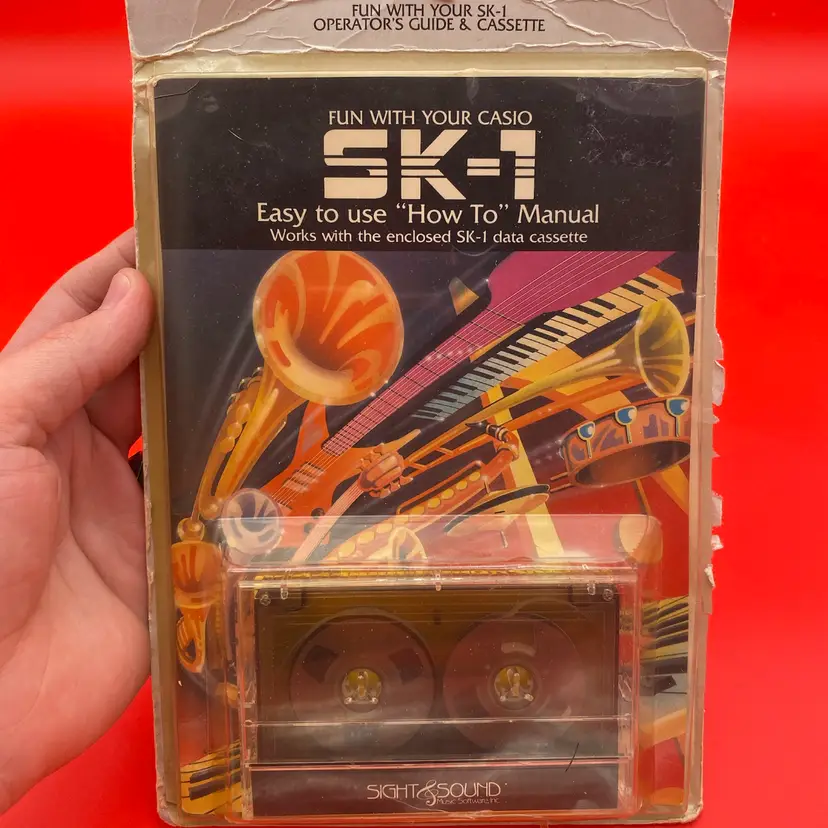 FUN WITH YOUR SK-1
OPERATOR'S GUIDE & CASSETTE
FUN WITH YOUR CASIO
SK-1
Easy to use "How To" Manual
Works with the enclosed SK-1 data cassette
SIGHT & SOUND
Music Software, Inc.